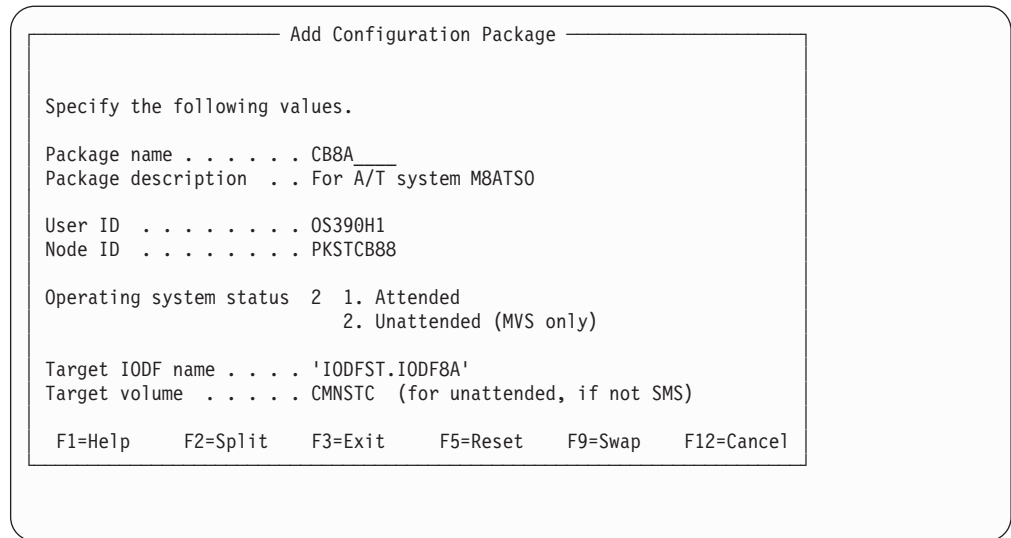 Add Configuration Package
Specify the following values.
Package name . . . . . . CB8A____
Package description . . For A/T system M8ATSO
User ID . . . . . . . . OS390H1
Node ID . . . . . . . . PKSTCB88
Operating system status 2 1. Attended
2. Unattended (MVS only)
Target IODF name . . . . 'IODFST.IODF8A'
Target volume . . . . . CMNSTC (for unattended, if not SMS)
F1=Help F2=Split F3=Exit F5=Reset F9=Swap F12=Cancel